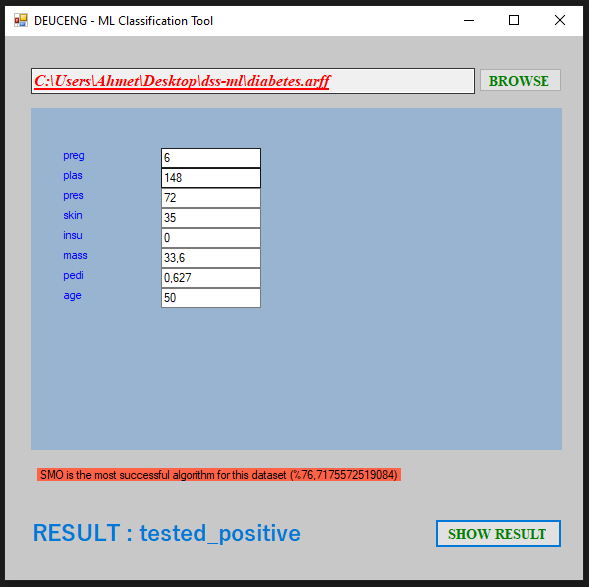 DEUCENG - ML Classification Tool
C:\Users\Ahmet\Desktop\dss-ml\diabetes.arff BROWSE
preg 6
plas 148
pres 72
skin 35
insu 0
mass 33,6
pedi 0,627
age 50
SMO is the most successful algorithm for this dataset (%76,7175572519084)
RESULT : tested_positive SHOW RESULT